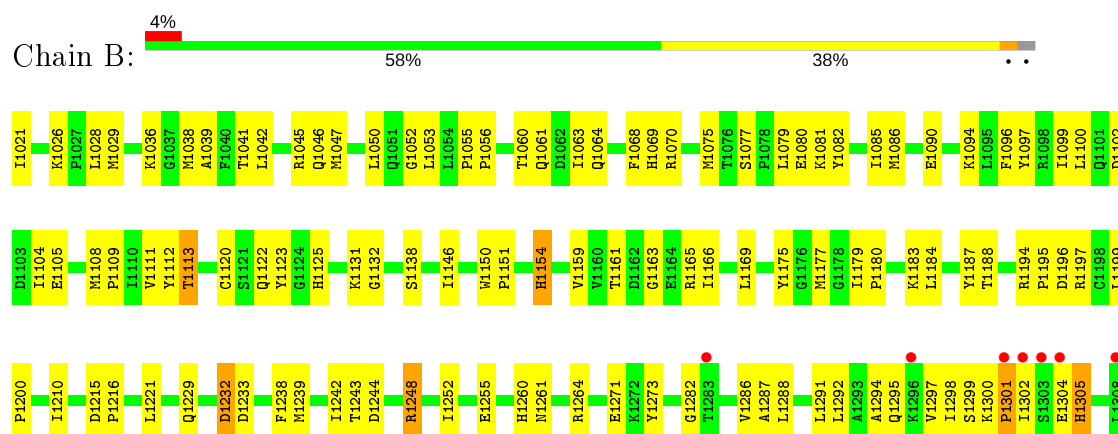 4%
Chain B:
58% 38%
I1021 K1026 P1027 L1028 M1029 K1036 G1037 M1038 A1039 F1040 T1041 L1042 R1045 Q1046 M1047 L1050 Q1051 G1052 L1053 L1054 P1055 P1056 T1060 Q1061 D1062 I1063 Q1064 F1068 H1069 R1070 M1075 T1076 S1077 P1078 L1079 E1080 K1081 Y1082 I1085 M1086 E1090 K1094 L1095 F1096 Y1097 R1098 I1099 L1100 Q1101 D1102
D1103 I1104 E1105 M1108 P1109 I1110 V1111 Y1112 T1113 C1120 S1121 Q1122 Y1123 G1124 H1125 K1131 G1132 S1138 I1146 W1150 P1151 H1154 V1159 V1160 T1161 D1162 G1163 E1164 R1165 I1166 L1169 Y1175 G1176 M1177 G1178 I1179 P1180 K1183 L1184 Y1187 T1188 R1194 P1195 D1196 R1197 C1198
P1200 I1210 D1215 P1216 L1221 Q1229 D1232 D1233 F1238 M1239 I1242 T1243 D1244 R1248 I1252 E1255 H1260 N1261 R1264 E1271 K1272 Y1273 G1282 T1283 V1286 A1287 L1288 L1291 L1292 A1293 A1294 Q1295 K1296 V1297 I1298 S1299 K1300 P1301 I1302 S1303 E1304 H1305